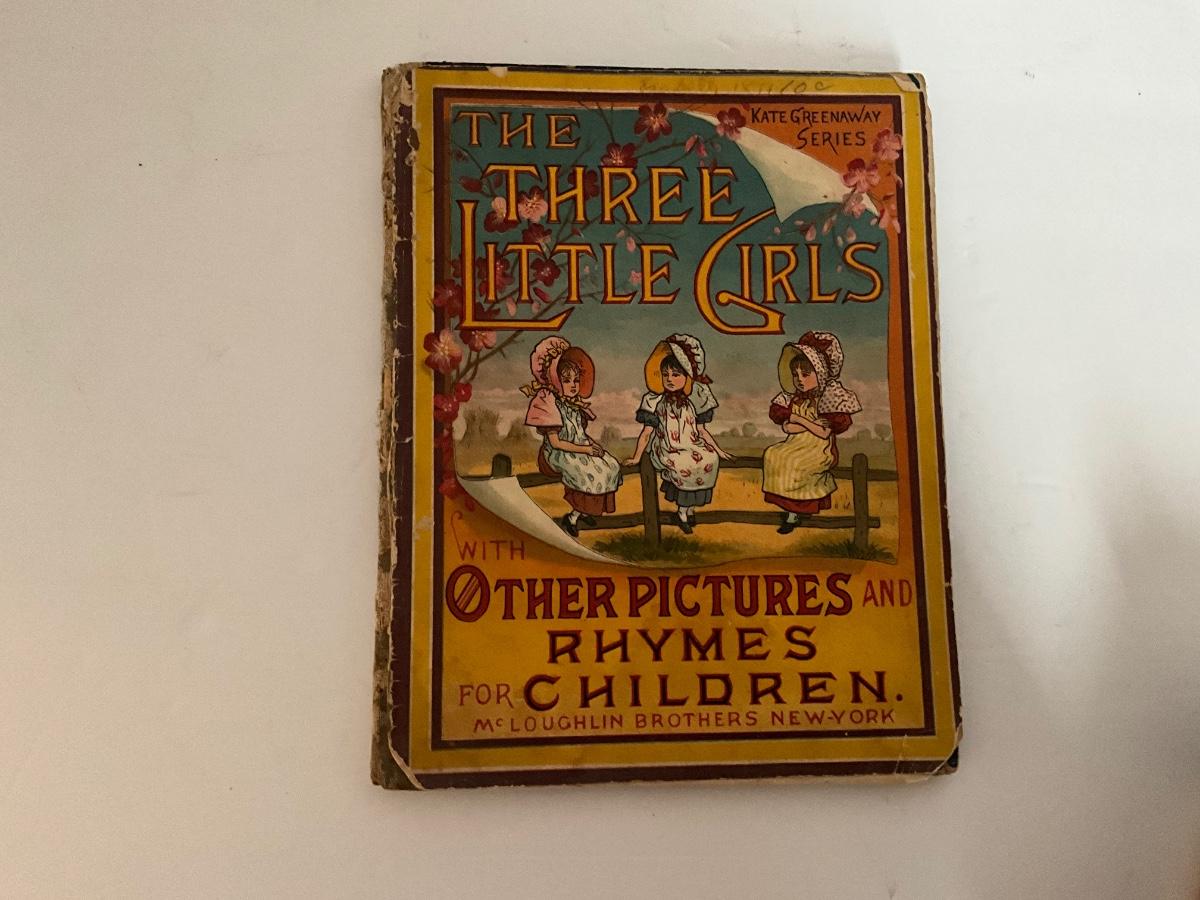 KATE GREENAWAY
SERIES
THE
THREE
LITTLE GIRLS
WITH
OTHER PICTURES AND
RHYMES
FOR CHILDREN.
McLOUGHLIN BROTHERS NEW-YORK